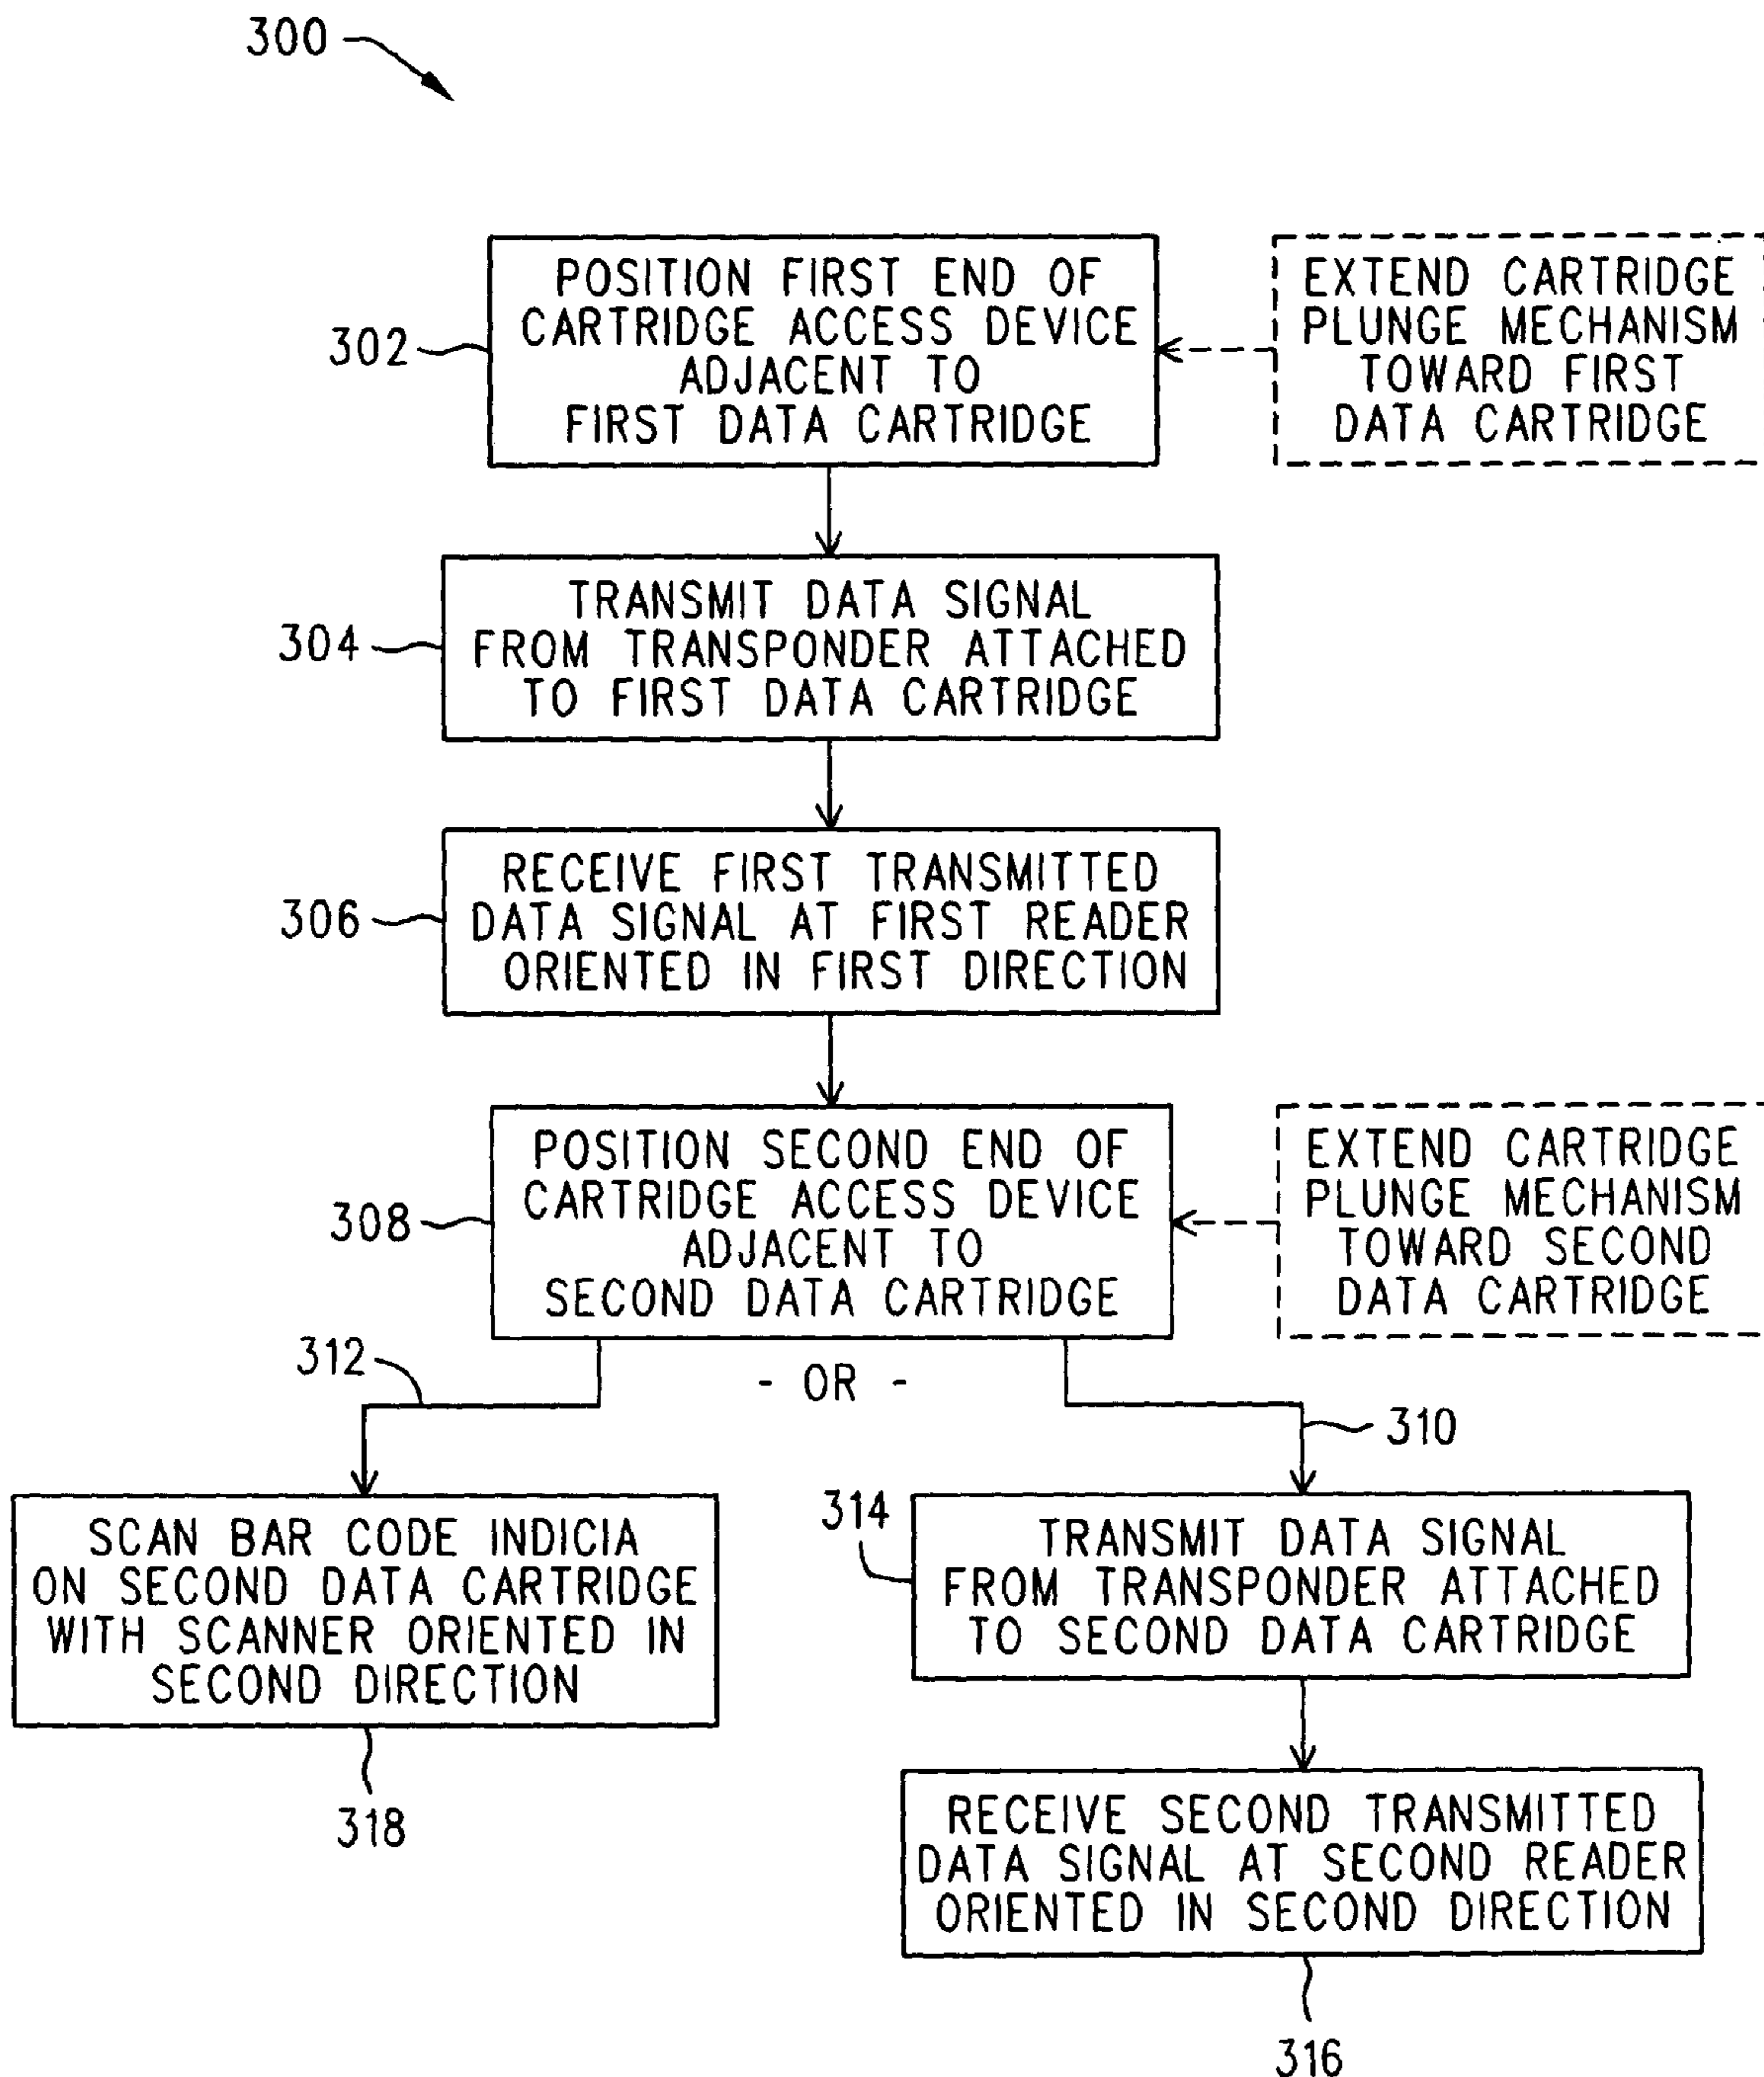 300
POSITION FIRST END OF
CARTRIDGE ACCESS DEVICE
ADJACENT TO
FIRST DATA CARTRIDGE
302
EXTEND CARTRIDGE
PLUNGE MECHANISM
TOWARD FIRST
DATA CARTRIDGE
TRANSMIT DATA SIGNAL
FROM TRANSPONDER ATTACHED
TO FIRST DATA CARTRIDGE
304
RECEIVE FIRST TRANSMITTED
DATA SIGNAL AT FIRST READER
ORIENTED IN FIRST DIRECTION
306
POSITION SECOND END OF
CARTRIDGE ACCESS DEVICE
ADJACENT TO
SECOND DATA CARTRIDGE
308
EXTEND CARTRIDGE
PLUNGE MECHANISM
TOWARD SECOND
DATA CARTRIDGE
312
- OR -
310
SCAN BAR CODE INDICIA
ON SECOND DATA CARTRIDGE
WITH SCANNER ORIENTED IN
SECOND DIRECTION
318
314
TRANSMIT DATA SIGNAL
FROM TRANSPONDER ATTACHED
TO SECOND DATA CARTRIDGE
RECEIVE SECOND TRANSMITTED
DATA SIGNAL AT SECOND READER
ORIENTED IN SECOND DIRECTION
316